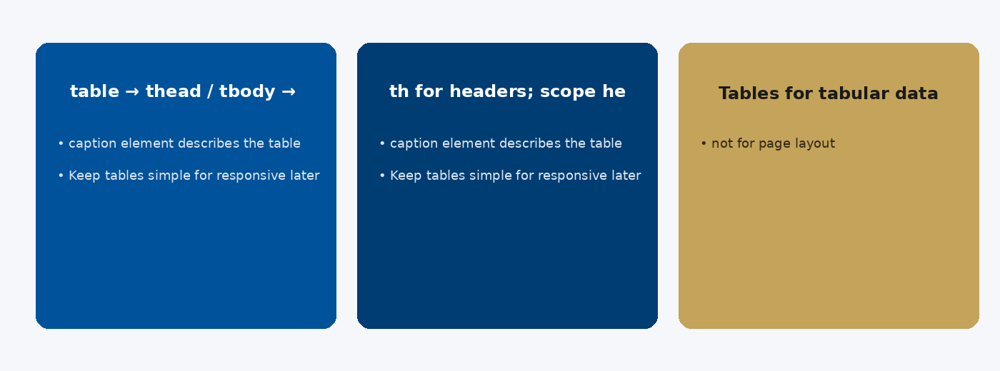 table → thead / tbody →
• caption element describes the table
• Keep tables simple for responsive later
th for headers; scope he
• caption element describes the table
• Keep tables simple for responsive later
Tables for tabular data
• not for page layout